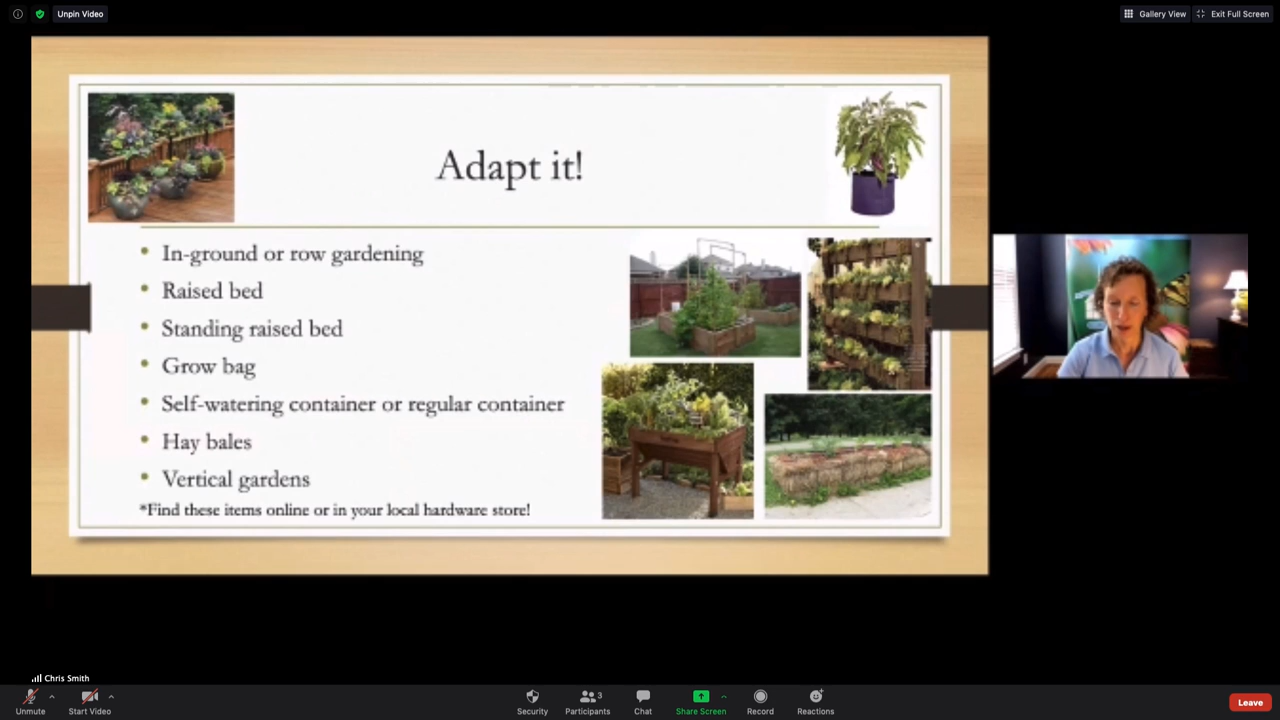 Unpin Video
Gallery View
Exit Full Screen
Adapt it!
In-ground or row gardening
Raised bed
Standing raised bed
Grow bag
Self-watering container or regular container
Hay bales
Vertical gardens
*Find these items online or in your local hardware store!
Chris Smith
Unmute
Start Video
Security
Participants
3
Chat
Share Screen
Record
Reactions
Leave